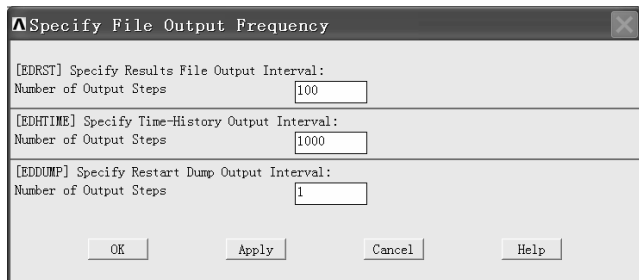 Specify File Output Frequency
[EDRST] Specify Results File Output Interval:
Number of Output Steps 100
[EDHTIME] Specify Time-History Output Interval:
Number of Output Steps 1000
[EDDUMP] Specify Restart Dump Output Interval:
Number of Output Steps 1
OK Apply Cancel Help